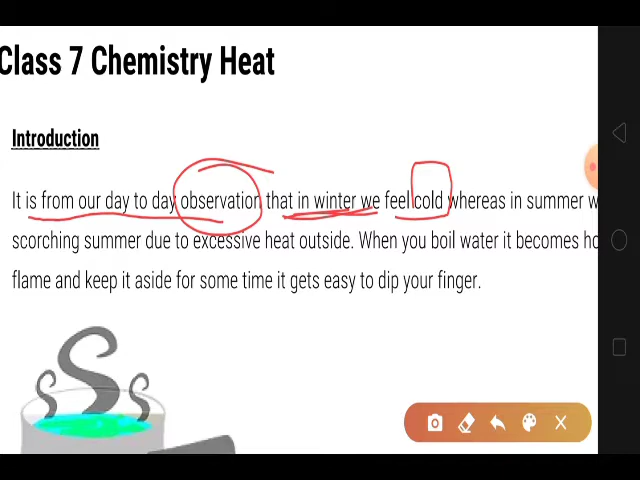 Class 7 Chemistry Heat
Introduction
It is from our day to day observation that in winter we feel cold whereas in summer w
scorching summer due to excessive heat outside. When you boil water it becomes ho
flame and keep it aside for some time it gets easy to dip your finger.